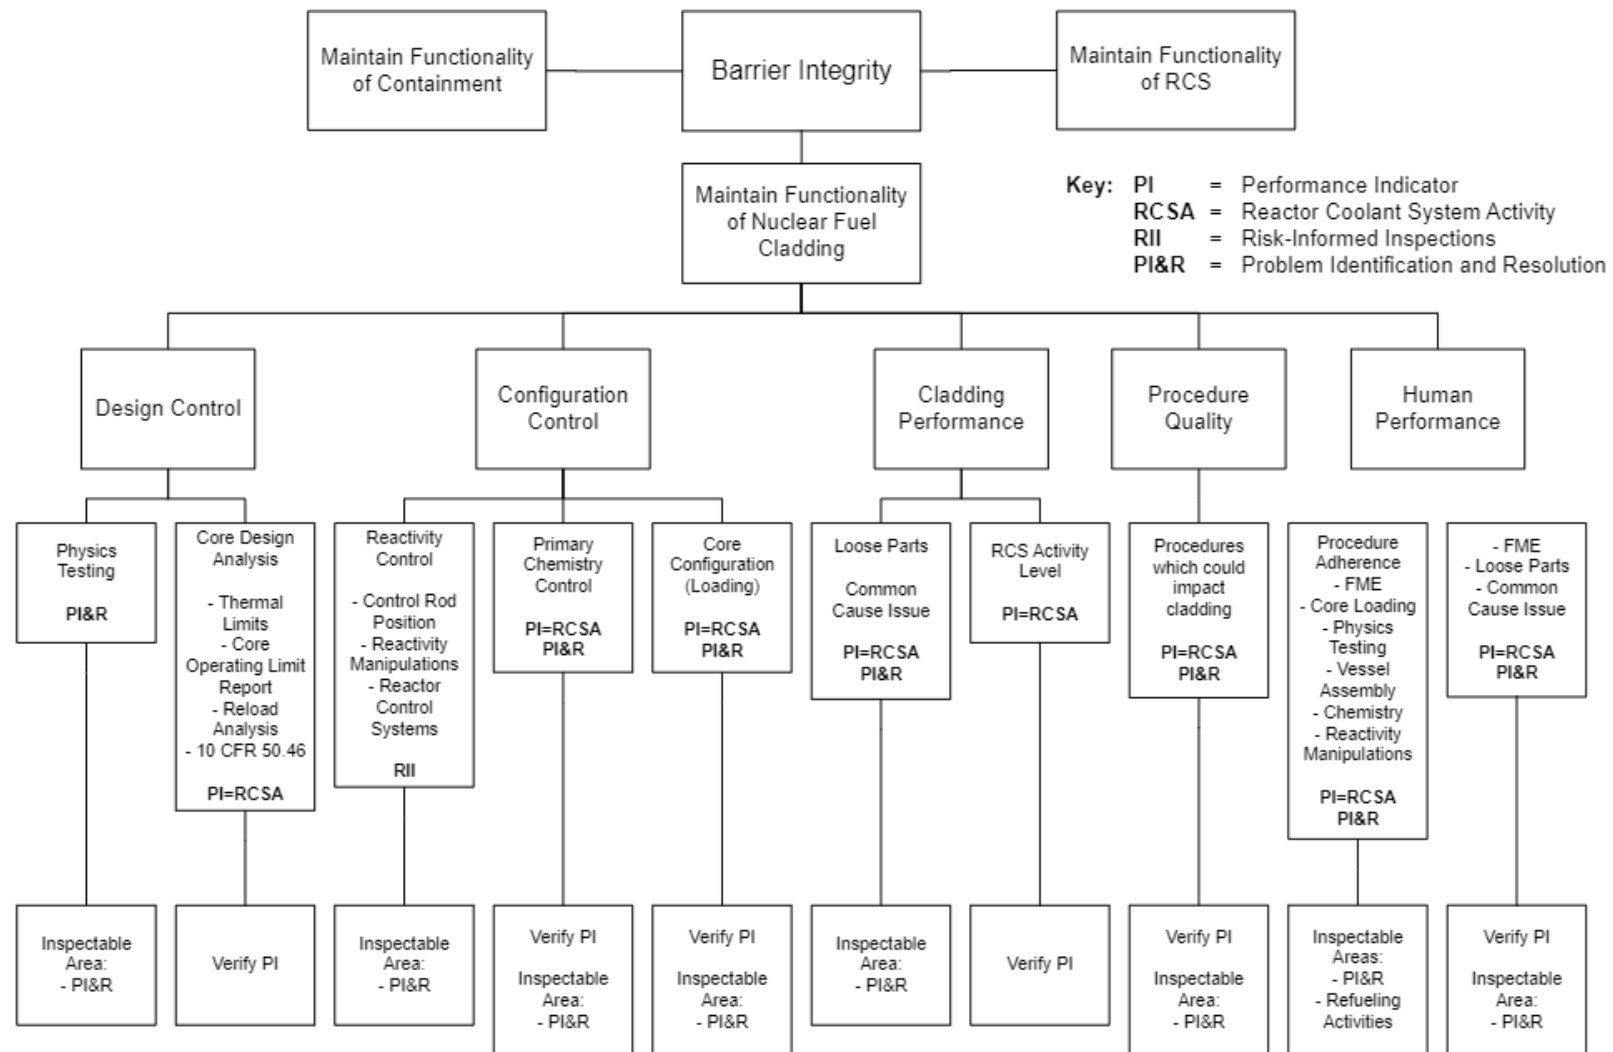 Maintain Functionality
of Containment
Barrier Integrity
Maintain Functionality
of RCS
Maintain Functionality
of Nuclear Fuel
Cladding
Key: PI = Performance Indicator
RCSA = Reactor Coolant System Activity
RII = Risk-Informed Inspections
PI&R = Problem Identification and Resolution
Design Control
Configuration
Control
Cladding
Performance
Procedure
Quality
Human
Performance
Physics
Testing
PI&R
Core Design
Analysis
- Thermal
Limits
- Core
Operating Limit
Report
- Reload
Analysis
- 10 CFR 50.46
PI=RCSA
Reactivity
Control
- Control Rod
Position
- Reactivity
Manipulations
- Reactor
Control
Systems
RII
Primary
Chemistry
Control
PI=RCSA
PI&R
Core
Configuration
(Loading)
PI=RCSA
PI&R
Loose Parts
Common
Cause Issue
PI=RCSA
PI&R
RCS Activity
Level
PI=RCSA
Procedures
which could
impact
cladding
PI=RCSA
PI&R
Procedure
Adherence
- FME
- Core Loading
- Physics
Testing
- Vessel
Assembly
- Chemistry
- Reactivity
Manipulations
PI=RCSA
PI&R
- FME
- Loose Parts
- Common
Cause Issue
PI=RCSA
PI&R
Inspectable
Area:
- PI&R
Verify PI
Inspectable
Area:
- PI&R
Verify PI
Inspectable
Area:
- PI&R
Verify PI
Inspectable
Area:
- PI&R
Inspectable
Area:
- PI&R
Verify PI
Verify PI
Inspectable
Area:
- PI&R
Inspectable
Areas:
- PI&R
- Refueling
Activities
Verify PI
Inspectable
Area:
- PI&R